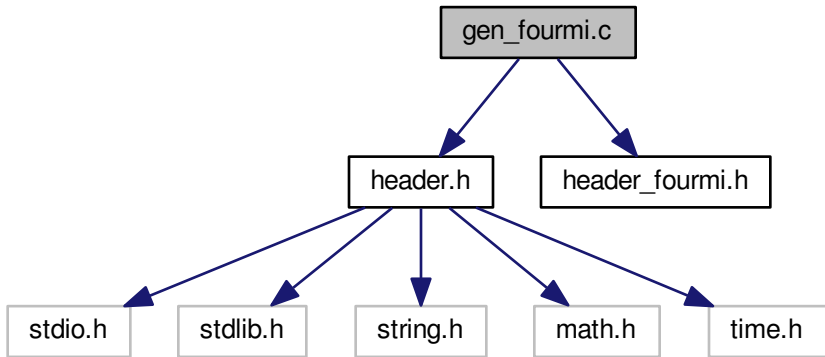 gen_fourmi.c
header.h
header_fourmi.h
stdio.h
stdlib.h
string.h
math.h
time.h